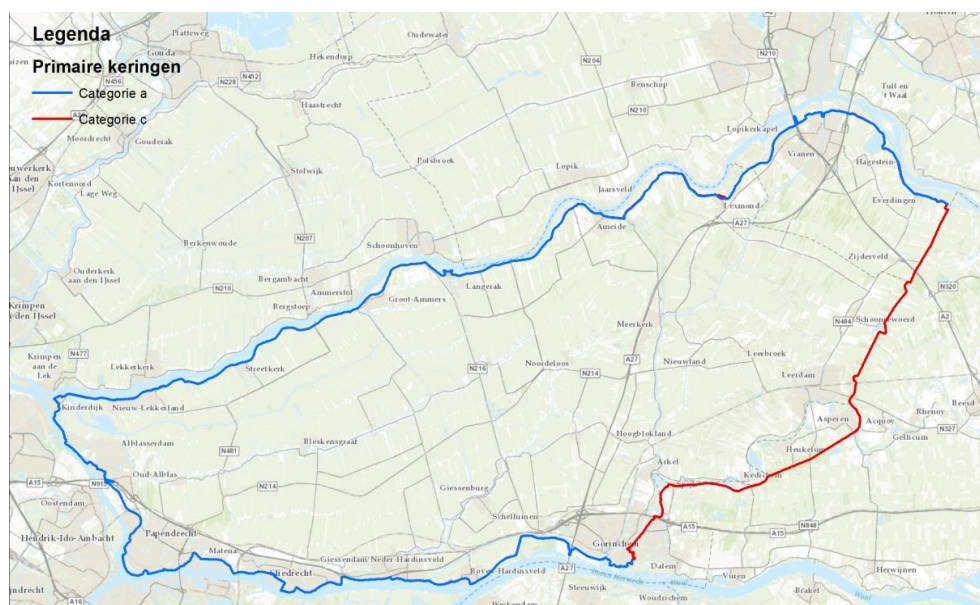 Legenda
Primaire keringen
Categorie a
Categorie c
Platteweg
Gouda
N456
N228
N452
Hekendorp
Oudewater
Haastrecht
Moordrecht
Gouderak
Kortenoord
Lage Weg
den IJssel
Stolwijk
Polsbroek
N204
Benschop
N210
N210
Lopikerkapel
Lopik
Jaarsveld
Tull en
't Waal
Vianen
Hagestein
Everdingen
Lexmond
A27
Ameide
Zijderveld
N320
A2
Berkenwoude
N207
Schoonhoven
Ouderkerk
aan den IJssel
Bergambacht
N210
Ammerstol
Bergstoep
Groot-Ammers
Langerak
Krimpen
Schoonrewoerd
N484
Meerkerk
A27
Nieuwland
Leerbroek
Leerdam
Krimpen
aan de
Lek
N477
Lekkerkerk
Streefkerk
N216
Noordeloos
N214
Kinderdijk
Nieuw-Lekkerland
Asperen
Acquoy
Rhenoy
Beesd
N327
Gellicum
Heukelum
Alblasserdam
N481
Bleskensgraaf
Hoogblokland
Arkel
Kedichem
Oud-Alblas
A15
N915
N214
Giessenburg
Oostendam
Hendrik-Ido-Ambacht
Papendrecht
Matena
Schelluinen
Gorinchem
A15
N848
A15
Giessendam
Neder-Hardinxveld
Boven-Hardinxveld
A27
Dalem
Vuren
Herwijnen
Sleeuwijk
Woudrichem
Brakel
Waal
Werkendam
A16